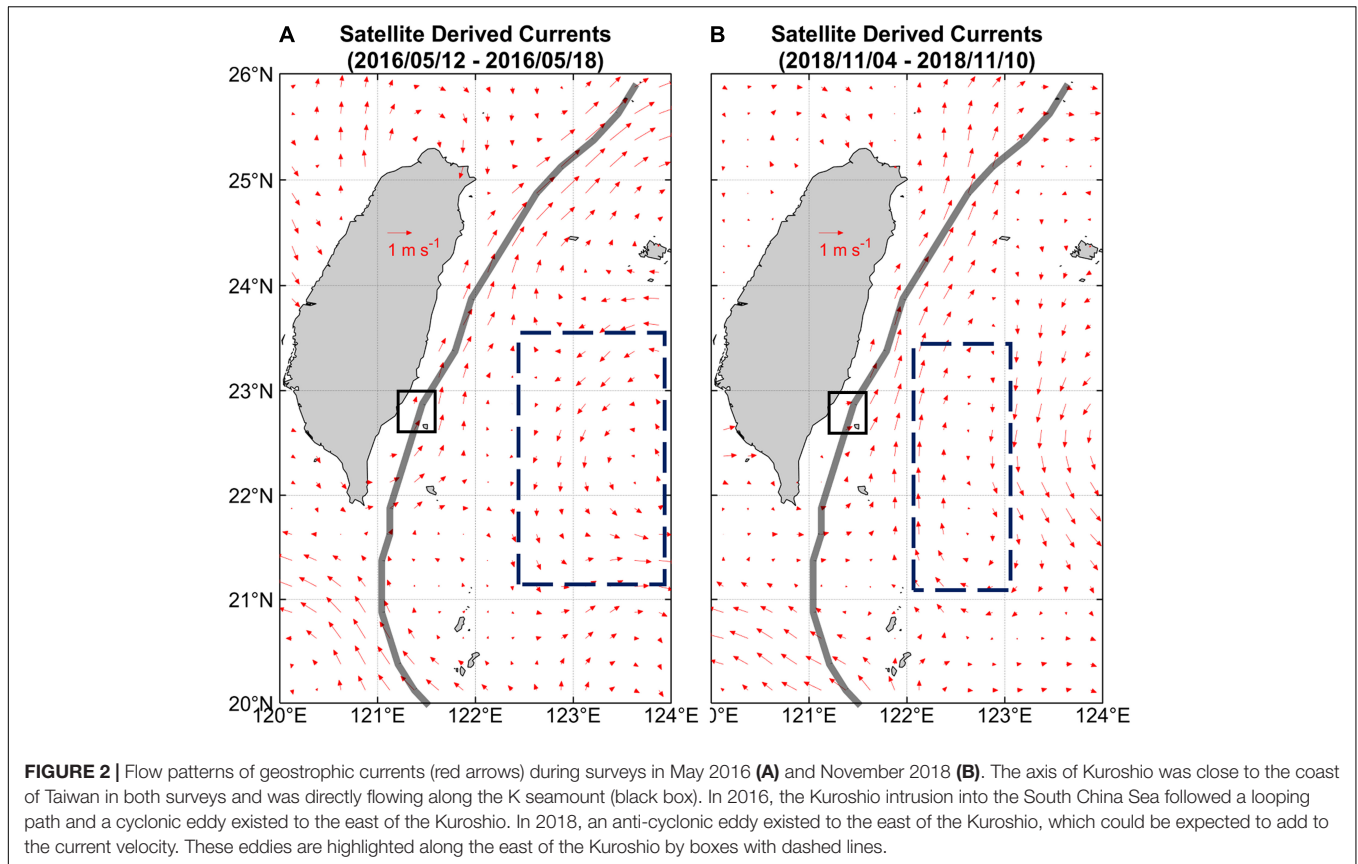 A Satellite Derived Currents
(2016/05/12 - 2016/05/18)
B Satellite Derived Currents
(2018/11/04 - 2018/11/10)
26°N
25°N
24°N
23°N
22°N
21°N
20°N
1 m s⁻¹
1 m s⁻¹
120°E 121°E 122°E 123°E 124°E
0°E 121°E 122°E 123°E 124°E
FIGURE 2 | Flow patterns of geostrophic currents (red arrows) during surveys in May 2016 (A) and November 2018 (B). The axis of Kuroshio was close to the coast
of Taiwan in both surveys and was directly flowing along the K seamount (black box). In 2016, the Kuroshio intrusion into the South China Sea followed a looping
path and a cyclonic eddy existed to the east of the Kuroshio. In 2018, an anti-cyclonic eddy existed to the east of the Kuroshio, which could be expected to add to
the current velocity. These eddies are highlighted along the east of the Kuroshio by boxes with dashed lines.